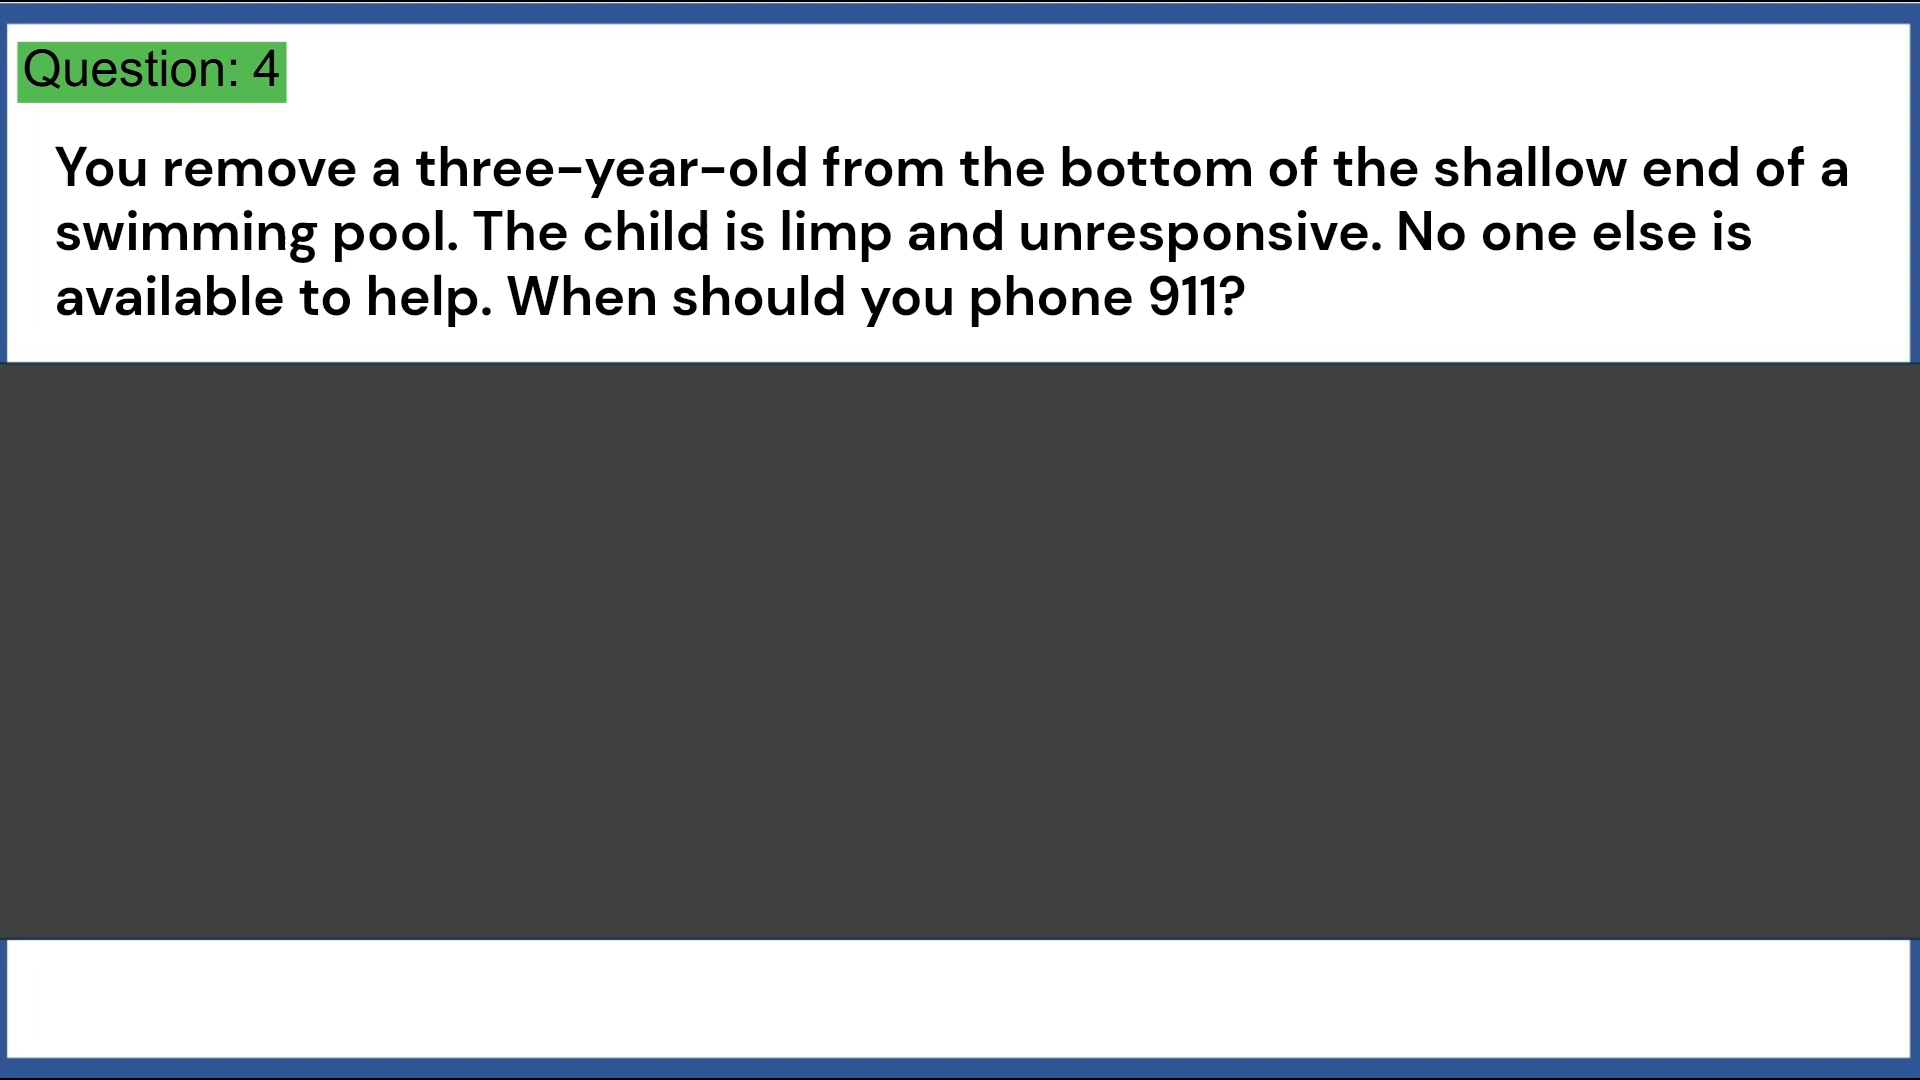 Question: 4
You remove a three-year-old from the bottom of the shallow end of a
swimming pool. The child is limp and unresponsive. No one else is
available to help. When should you phone 911?